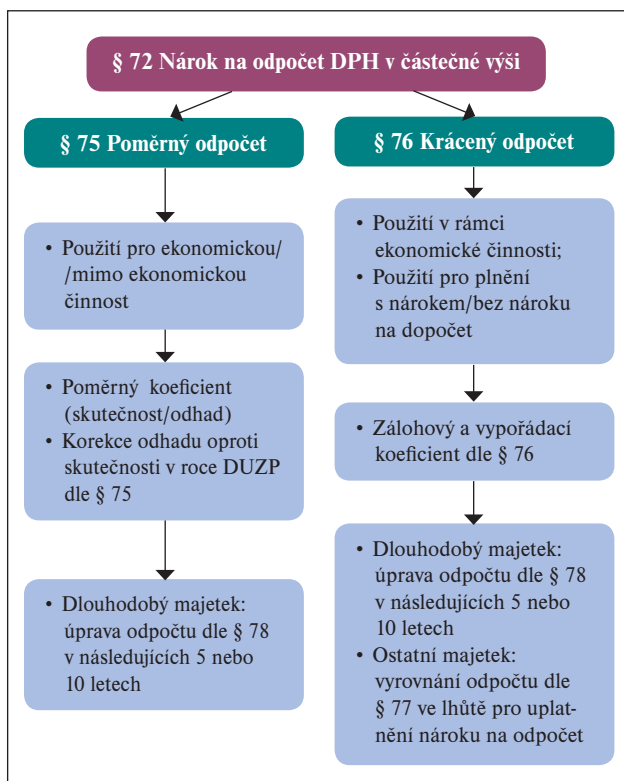 § 72 Nárok na odpočet DPH v částečné výši
§ 75 Poměrný odpočet
• Použití pro ekonomickou/
/mimo ekonomickou
činnost
• Poměrný koeficient
(skutečnost/odhad)
• Korekce odhadu oproti
skutečnosti v roce DUZP
dle § 75
• Dlouhodobý majetek:
úprava odpočtu dle § 78
v následujících 5 nebo
10 letech
§ 76 Krácený odpočet
• Použití v rámci
ekonomické činnosti;
• Použití pro plnění
s nárokem/bez nároku
na dopočet
• Zálohový a vypořádací
koeficient dle § 76
• Dlouhodobý majetek:
úprava odpočtu dle § 78
v následujících 5 nebo
10 letech
• Ostatní majetek:
vyrovnání odpočtu dle
§ 77 ve lhůtě pro uplat-
nění nároku na odpočet